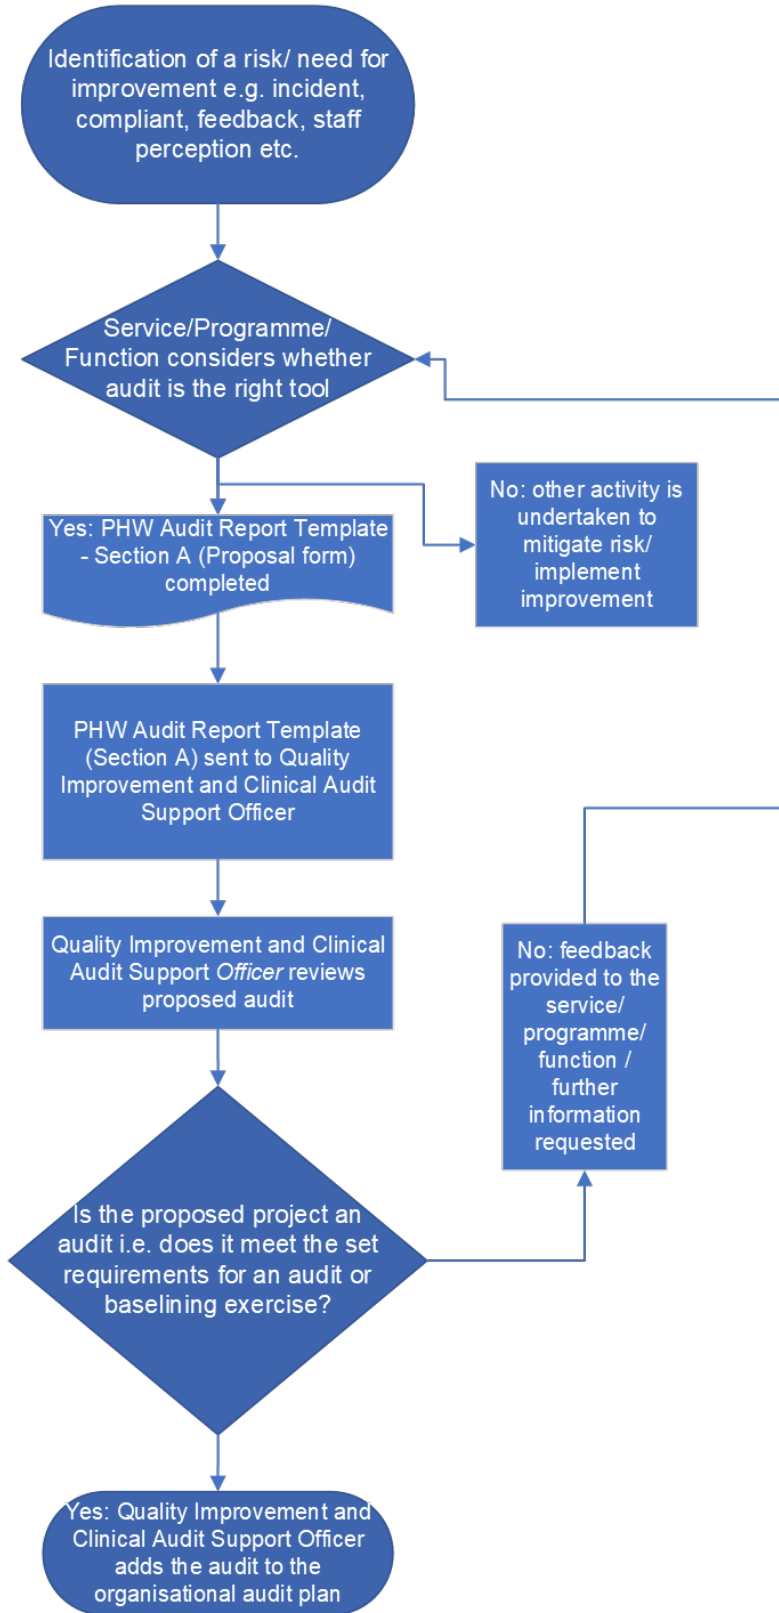 Identification of a risk/ need for
improvement e.g. incident,
compliant, feedback, staff
perception etc.
Service/Programme/
Function considers whether
audit is the right tool
Yes: PHW Audit Report Template
- Section A (Proposal form)
completed
No: other activity is
undertaken to
mitigate risk/
implement
improvement
PHW Audit Report Template
(Section A) sent to Quality
Improvement and Clinical Audit
Support Officer
Quality Improvement and Clinical
Audit Support Officer reviews
proposed audit
No: feedback
provided to the
service/
programme/
function /
further
information
requested
Is the proposed project an
audit i.e. does it meet the set
requirements for an audit or
baselining exercise?
Yes: Quality Improvement and
Clinical Audit Support Officer
adds the audit to the
organisational audit plan